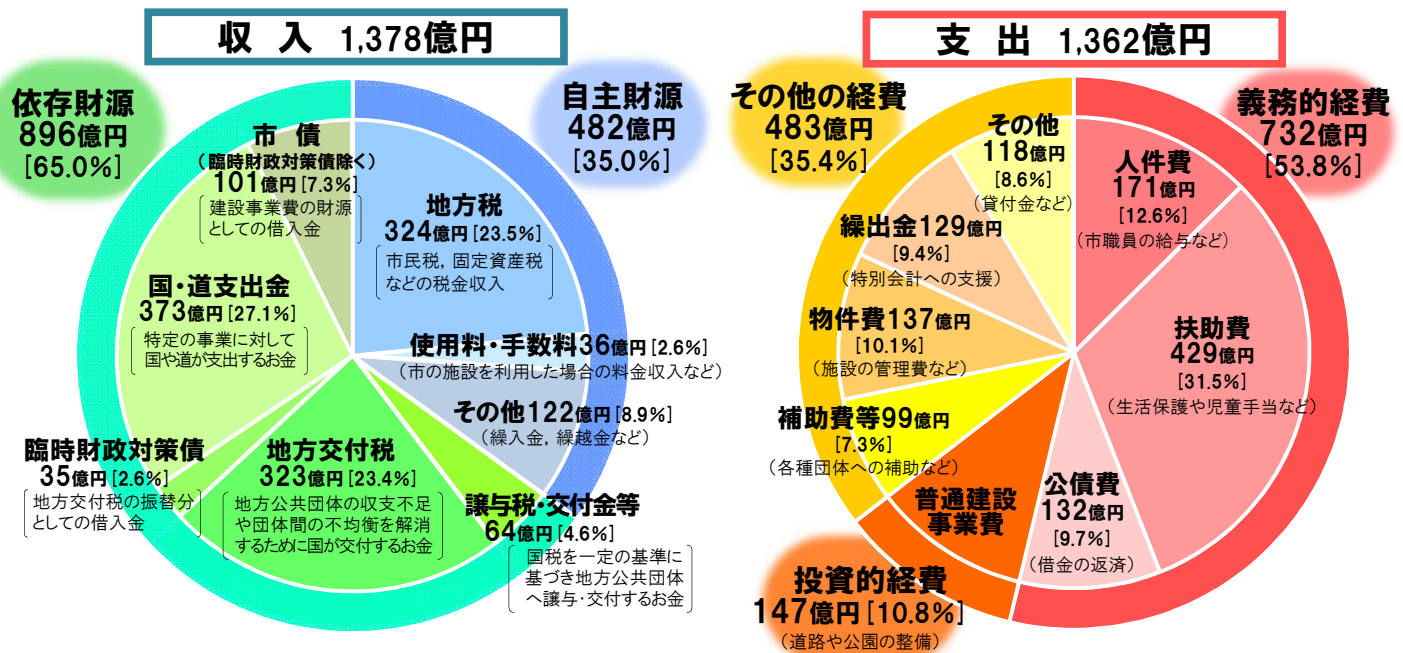 収 入 1,378億円
依存財源
896億円
[65.0%]
自主財源
482億円
[35.0%]
市 債
(臨時財政対策債除く)
101億円 [7.3%]
建設事業費の財源
としての借入金
地方税
324億円 [23.5%]
市民税, 固定資産税
などの税金収入
国・道支出金
373億円 [27.1%]
特定の事業に対して
国や道が支出するお金
使用料・手数料36億円 [2.6%]
(市の施設を利用した場合の料金収入など)
その他122億円 [8.9%]
(繰入金, 繰越金など)
臨時財政対策債
35億円 [2.6%]
地方交付税の振替分
としての借入金
地方交付税
323億円 [23.4%]
地方公共団体の収支不足
や団体間の不均衡を解消
するために国が交付するお金
譲与税・交付金等
64億円 [4.6%]
国税を一定の基準に
基づき地方公共団体
へ譲与・交付するお金
支 出 1,362億円
その他の経費
483億円
[35.4%]
義務的経費
732億円
[53.8%]
その他
118億円
[8.6%]
(貸付金など)
人件費
171億円
[12.6%]
(市職員の給与など)
繰出金129億円
[9.4%]
(特別会計への支援)
物件費137億円
[10.1%]
(施設の管理費など)
扶助費
429億円
[31.5%]
(生活保護や児童手当など)
補助費等99億円
[7.3%]
(各種団体への補助など)
公債費
132億円
[9.7%]
(借金の返済)
普通建設
事業費
投資的経費
147億円 [10.8%]
(道路や公園の整備)